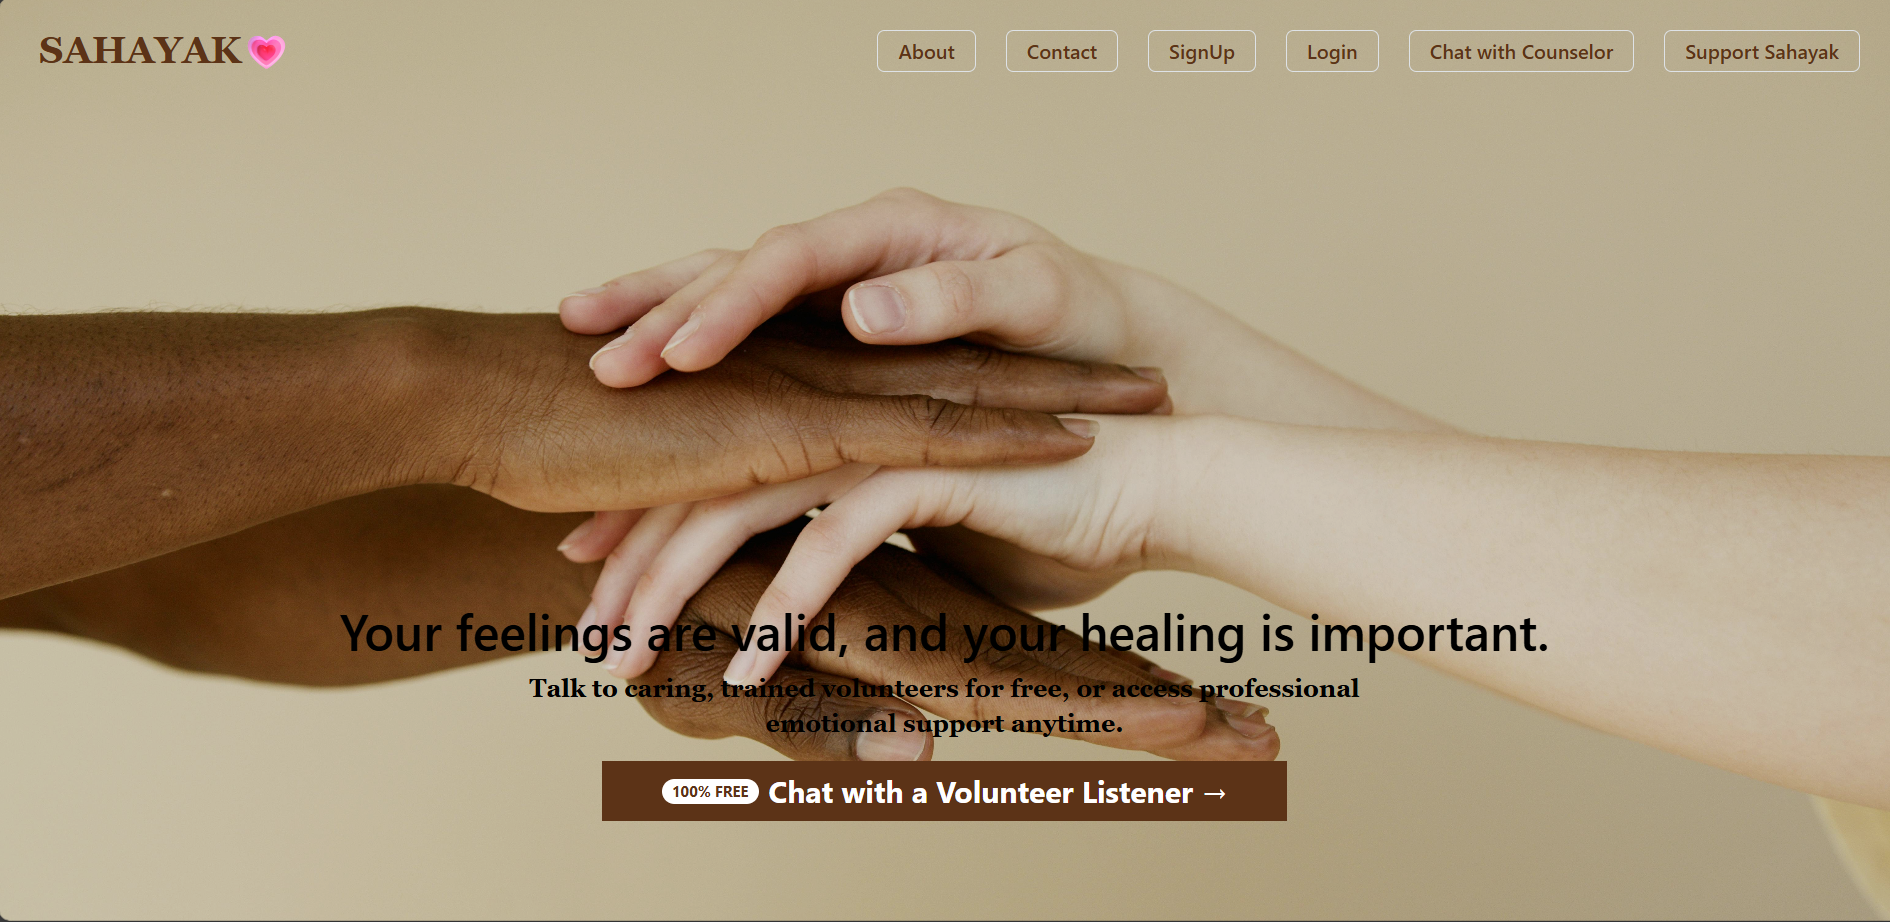 SAHAYAK💗
About
Contact
SignUp
Login
Chat with Counselor
Support Sahayak
Your feelings are valid, and your healing is important.
Talk to caring, trained volunteers for free, or access professional
emotional support anytime.
100% FREE Chat with a Volunteer Listener →